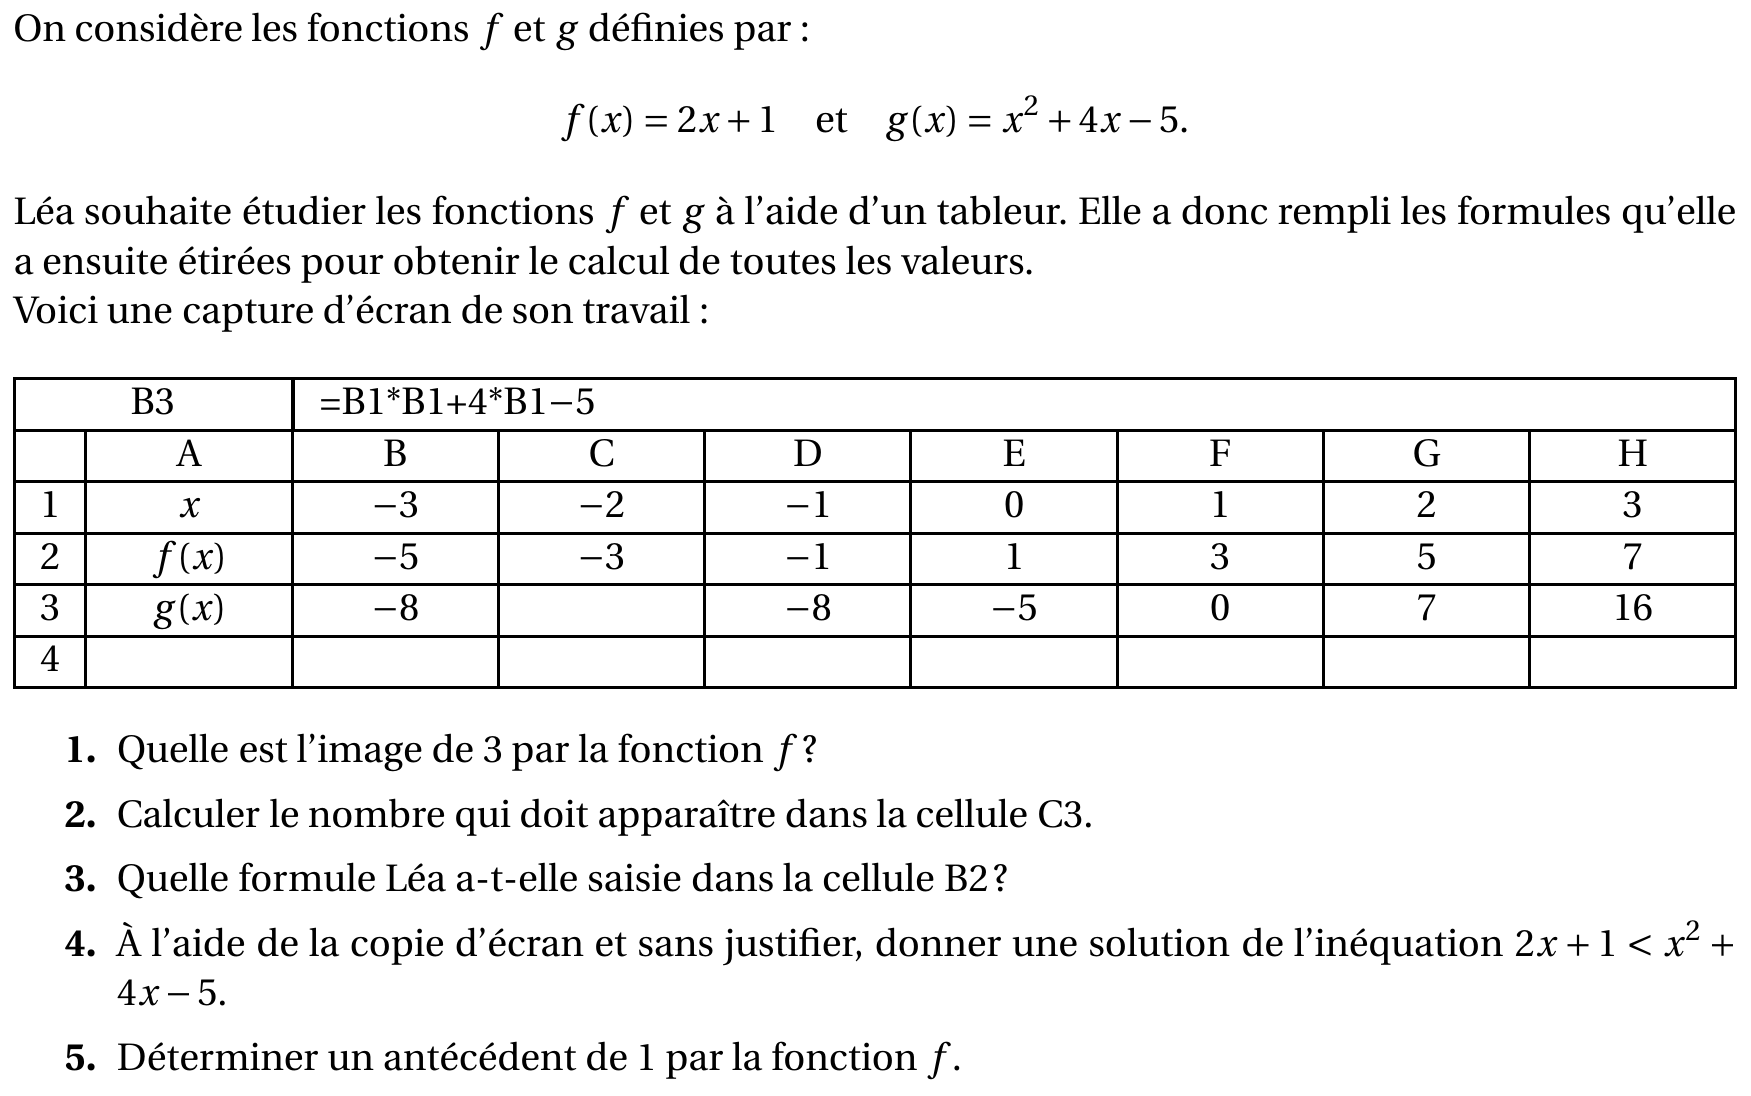 On considère les fonctions f et g définies par :
f(x) = 2x + 1 et g(x) = x² + 4x − 5.
Léa souhaite étudier les fonctions f et g à l'aide d'un tableur. Elle a donc rempli les formules qu'elle
a ensuite étirées pour obtenir le calcul de toutes les valeurs.
Voici une capture d'écran de son travail :
B3 =B1*B1+4*B1−5
A B C D E F G H
1 x −3 −2 −1 0 1 2 3
2 f(x) −5 −3 −1 1 3 5 7
3 g(x) −8 −8 −5 0 7 16
4
1. Quelle est l'image de 3 par la fonction f ?
2. Calculer le nombre qui doit apparaître dans la cellule C3.
3. Quelle formule Léa a-t-elle saisie dans la cellule B2 ?
4. À l'aide de la copie d'écran et sans justifier, donner une solution de l'inéquation 2x + 1 < x² +
4x − 5.
5. Déterminer un antécédent de 1 par la fonction f.